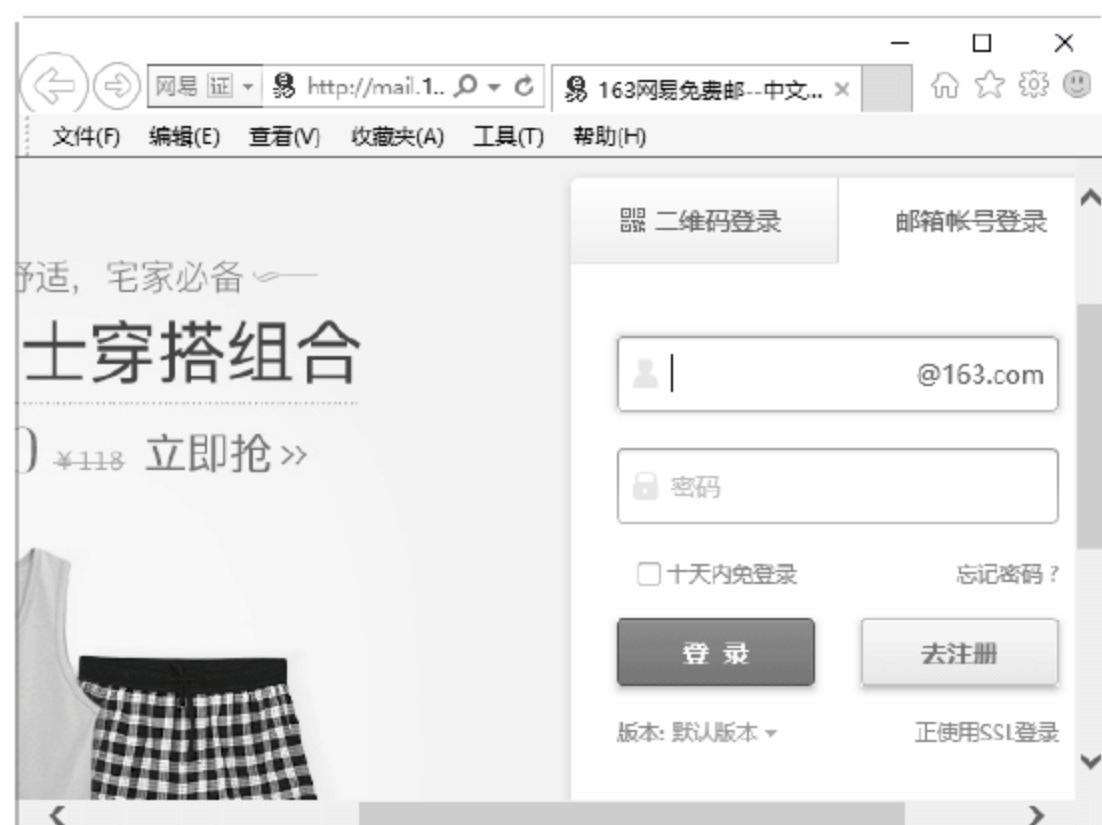 网易 证 http://mail.1.. 163网易免费邮--中文...
文件(F) 编辑(E) 查看(V) 收藏夹(A) 工具(T) 帮助(H)
二维码登录 邮箱帐号登录
舒适，宅家必备
士穿搭组合
¥118 立即抢
@163.com
密码
十天内免登录 忘记密码？
登 录 去注册
版本: 默认版本 正使用SSL登录